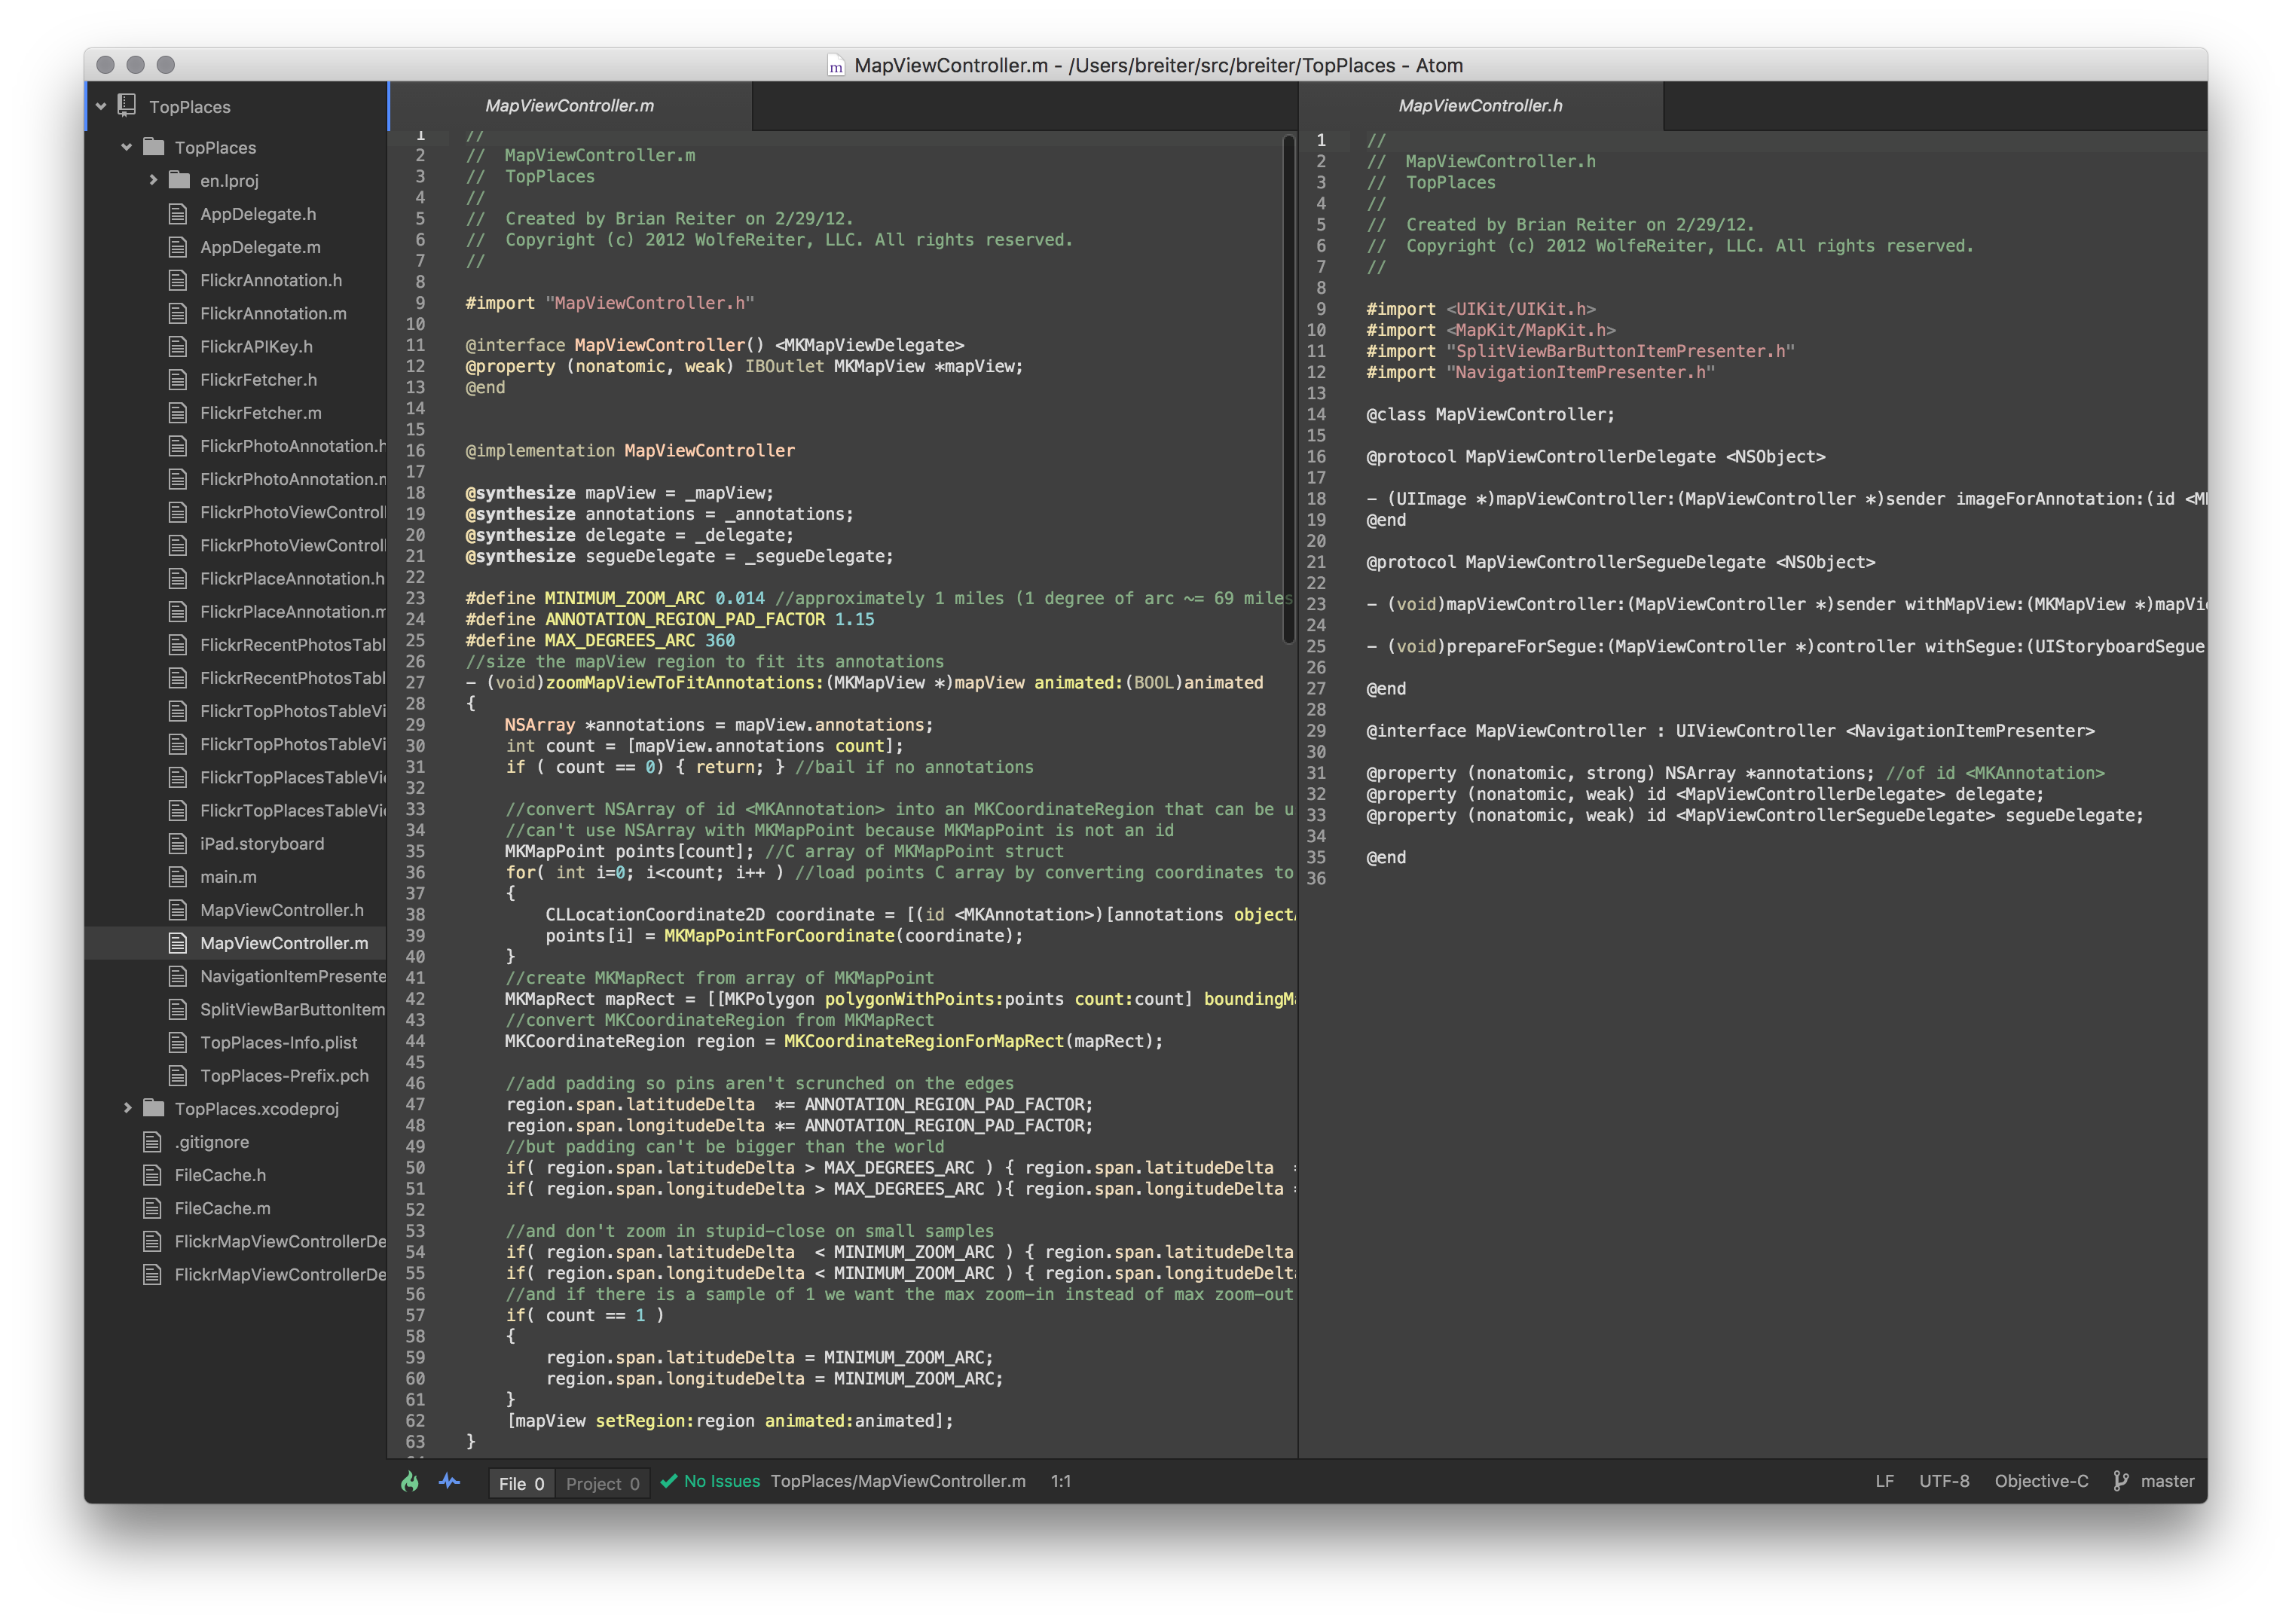 m MapViewController.m - /Users/breiter/src/breiter/TopPlaces - Atom
TopPlaces
TopPlaces
en.lproj
AppDelegate.h
AppDelegate.m
FlickrAnnotation.h
FlickrAnnotation.m
FlickrAPIKey.h
FlickrFetcher.h
FlickrFetcher.m
FlickrPhotoAnnotation.h
FlickrPhotoAnnotation.m
FlickrPhotoViewControl
FlickrPhotoViewControl
FlickrPlaceAnnotation.h
FlickrPlaceAnnotation.m
FlickrRecentPhotosTabl
FlickrRecentPhotosTabl
FlickrTopPhotosTableVi
FlickrTopPhotosTableVi
FlickrTopPlacesTableVie
FlickrTopPlacesTableVie
iPad.storyboard
main.m
MapViewController.h
MapViewController.m
NavigationItemPresente
SplitViewBarButtonItem
TopPlaces-Info.plist
TopPlaces-Prefix.pch
TopPlaces.xcodeproj
.gitignore
FileCache.h
FileCache.m
FlickrMapViewControllerDe
FlickrMapViewControllerDe
MapViewController.m
1 //
2 //  MapViewController.m
3 //  TopPlaces
4 //
5 //  Created by Brian Reiter on 2/29/12.
6 //  Copyright (c) 2012 WolfeReiter, LLC. All rights reserved.
7 //
8
9 #import "MapViewController.h"
10
11 @interface MapViewController() <MKMapViewDelegate>
12 @property (nonatomic, weak) IBOutlet MKMapView *mapView;
13 @end
14
15
16 @implementation MapViewController
17
18 @synthesize mapView = _mapView;
19 @synthesize annotations = _annotations;
20 @synthesize delegate = _delegate;
21 @synthesize segueDelegate = _segueDelegate;
22
23 #define MINIMUM_ZOOM_ARC 0.014 //approximately 1 miles (1 degree of arc ~= 69 miles
24 #define ANNOTATION_REGION_PAD_FACTOR 1.15
25 #define MAX_DEGREES_ARC 360
26 //size the mapView region to fit its annotations
27 - (void)zoomMapViewToFitAnnotations:(MKMapView *)mapView animated:(BOOL)animated
28 {
29     NSArray *annotations = mapView.annotations;
30     int count = [mapView.annotations count];
31     if ( count == 0) { return; } //bail if no annotations
32
33     //convert NSArray of id <MKAnnotation> into an MKCoordinateRegion that can be u
34     //can't use NSArray with MKMapPoint because MKMapPoint is not an id
35     MKMapPoint points[count]; //C array of MKMapPoint struct
36     for( int i=0; i<count; i++ ) //load points C array by converting coordinates to
37     {
38         CLLocationCoordinate2D coordinate = [(id <MKAnnotation>)[annotations object
39         points[i] = MKMapPointForCoordinate(coordinate);
40     }
41     //create MKMapRect from array of MKMapPoint
42     MKMapRect mapRect = [[MKPolygon polygonWithPoints:points count:count] boundingM
43     //convert MKCoordinateRegion from MKMapRect
44     MKCoordinateRegion region = MKCoordinateRegionForMapRect(mapRect);
45
46     //add padding so pins aren't scrunched on the edges
47     region.span.latitudeDelta  *= ANNOTATION_REGION_PAD_FACTOR;
48     region.span.longitudeDelta *= ANNOTATION_REGION_PAD_FACTOR;
49     //but padding can't be bigger than the world
50     if( region.span.latitudeDelta > MAX_DEGREES_ARC ) { region.span.latitudeDelta  =
51     if( region.span.longitudeDelta > MAX_DEGREES_ARC ){ region.span.longitudeDelta =
52
53     //and don't zoom in stupid-close on small samples
54     if( region.span.latitudeDelta  < MINIMUM_ZOOM_ARC ) { region.span.latitudeDelta
55     if( region.span.longitudeDelta < MINIMUM_ZOOM_ARC ) { region.span.longitudeDelt
56     //and if there is a sample of 1 we want the max zoom-in instead of max zoom-out
57     if( count == 1 )
58     {
59         region.span.latitudeDelta = MINIMUM_ZOOM_ARC;
60         region.span.longitudeDelta = MINIMUM_ZOOM_ARC;
61     }
62     [mapView setRegion:region animated:animated];
63 }
MapViewController.h
1 //
2 //  MapViewController.h
3 //  TopPlaces
4 //
5 //  Created by Brian Reiter on 2/29/12.
6 //  Copyright (c) 2012 WolfeReiter, LLC. All rights reserved.
7 //
8
9 #import <UIKit/UIKit.h>
10 #import <MapKit/MapKit.h>
11 #import "SplitViewBarButtonItemPresenter.h"
12 #import "NavigationItemPresenter.h"
13
14 @class MapViewController;
15
16 @protocol MapViewControllerDelegate <NSObject>
17
18 - (UIImage *)mapViewController:(MapViewController *)sender imageForAnnotation:(id <M
19 @end
20
21 @protocol MapViewControllerSegueDelegate <NSObject>
22
23 - (void)mapViewController:(MapViewController *)sender withMapView:(MKMapView *)mapVi
24
25 - (void)prepareForSegue:(MapViewController *)controller withSegue:(UIStoryboardSegue
26
27 @end
28
29 @interface MapViewController : UIViewController <NavigationItemPresenter>
30
31 @property (nonatomic, strong) NSArray *annotations; //of id <MKAnnotation>
32 @property (nonatomic, weak) id <MapViewControllerDelegate> delegate;
33 @property (nonatomic, weak) id <MapViewControllerSegueDelegate> segueDelegate;
34
35 @end
36
File 0 Project 0 No Issues TopPlaces/MapViewController.m 1:1 LF UTF-8 Objective-C master